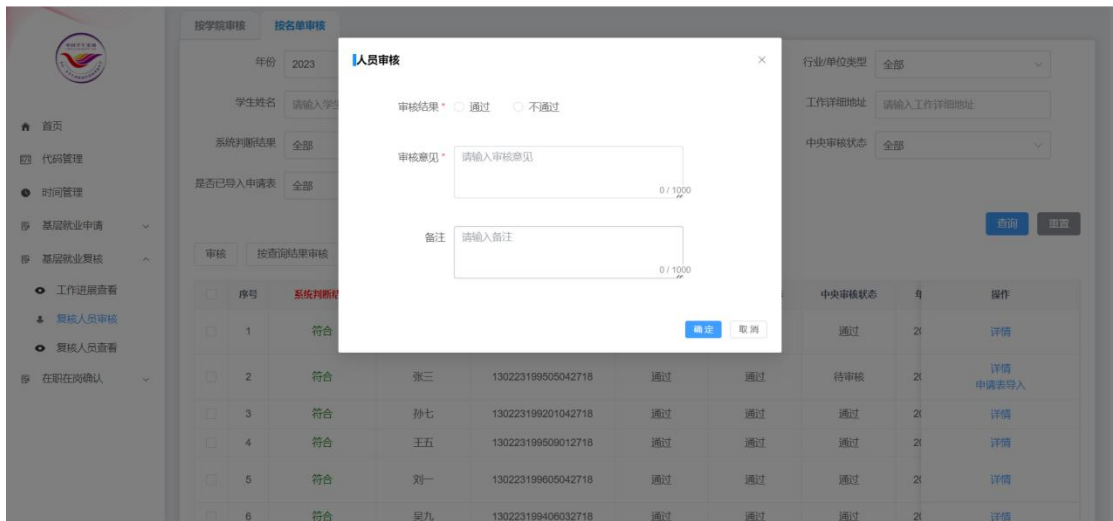 按学院审核 按名单审核
年份 2023 人员审核 行业/单位类型 全部
学生姓名 请输入学生 审核结果 * 通过 不通过 工作详细地址 请输入工作详细地址
首页
系统判断结果 全部 中央审核状态 全部
代码管理 审核意见 * 请输入审核意见
是否已导入申请表 全部
时间管理 0 / 1000
基层就业申请 查询 重置
备注 请输入备注
审核 按查询结果审核
基层就业复核 0 / 1000
工作进展查看 序号 系统判断结 中央审核状态 年 操作
复核人员审核 1 符合 确定 取消 通过 20 详情
复核人员查看
在职在岗确认 2 符合 张三 130223199505042718 通过 通过 待审核 20 详情
申请表导入
3 符合 孙七 130223199201042718 通过 通过 通过 20 详情
4 符合 王五 130223199509012718 通过 通过 通过 20 详情
5 符合 刘一 130223199605042718 通过 通过 通过 20 详情
6 符合 吴九 130223199406032718 通过 通过 通过 20 详情